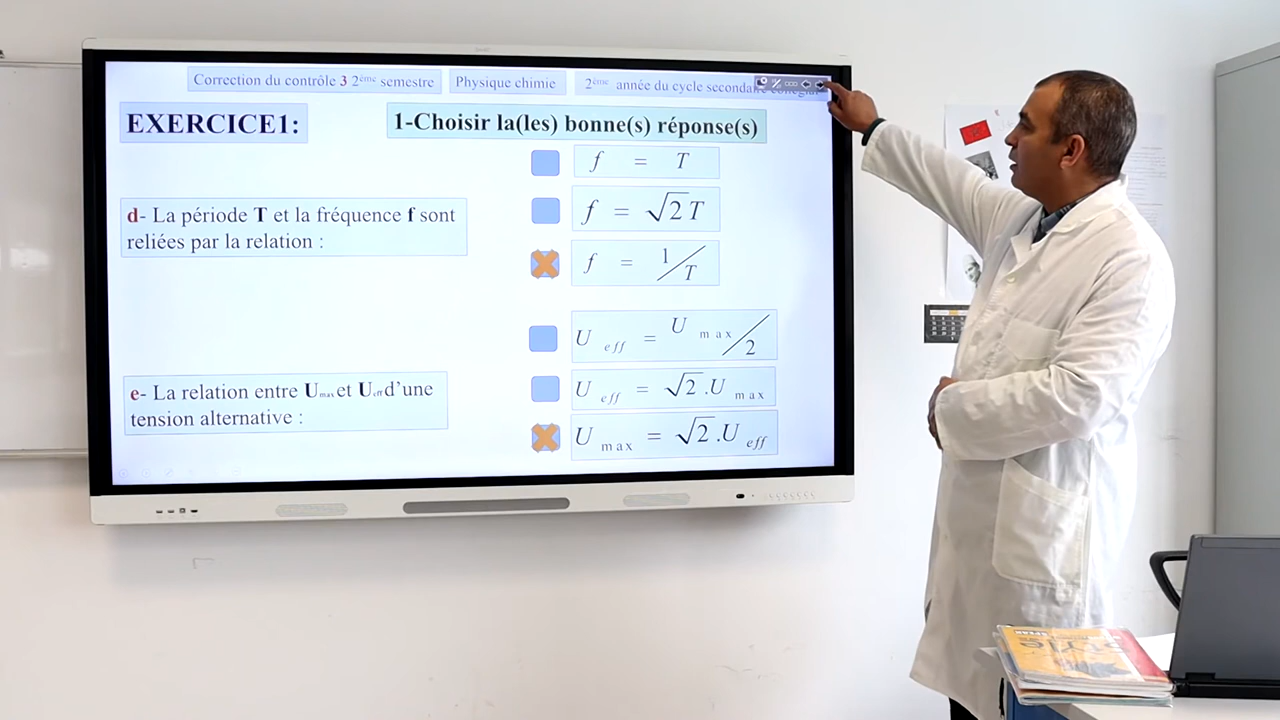 Correction du contrôle 3 2ème semestre
Physique chimie
2ème année du cycle secondaire
EXERCICE1:
1-Choisir la(les) bonne(s) réponse(s)
d- La période T et la fréquence f sont
reliées par la relation :
f = T
f = √2 T
f = 1/T
e- La relation entre Umax et Ueff d'une
tension alternative :
U eff = U max/2
U eff = √2 .U max
U max = √2 .U eff